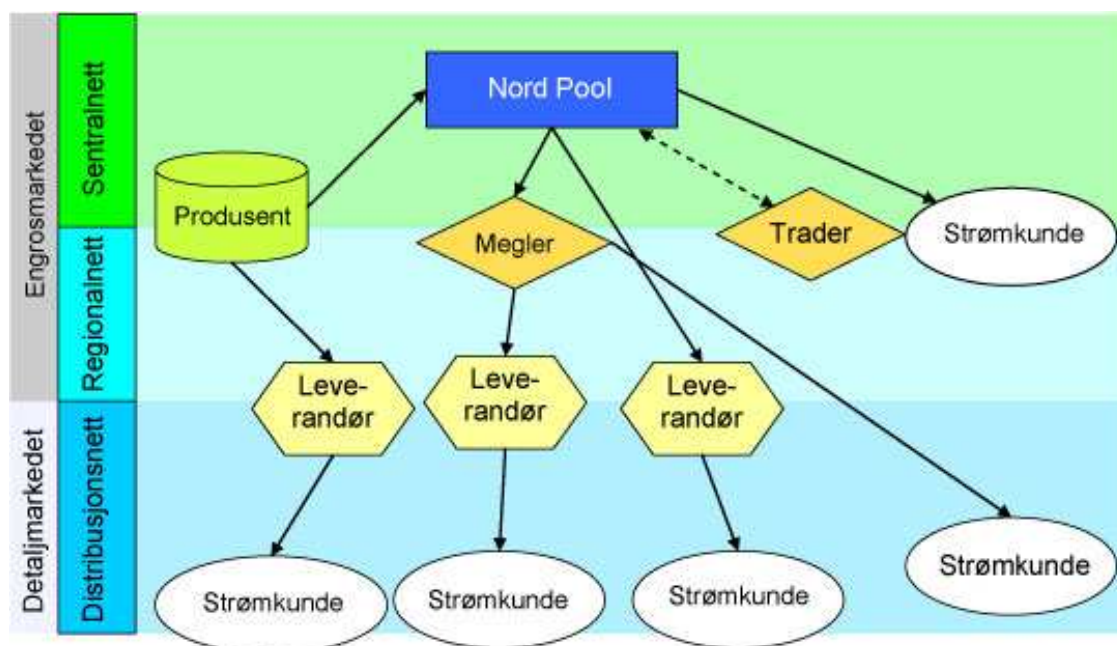 Engrosmarkedet
Detaljmarkedet
Sentralnett
Regionalnett
Distribusjonsnett
Nord Pool
Produsent
Megler
Trader
Strømkunde
Leve-
randør
Leve-
randør
Leve-
randør
Strømkunde
Strømkunde
Strømkunde
Strømkunde